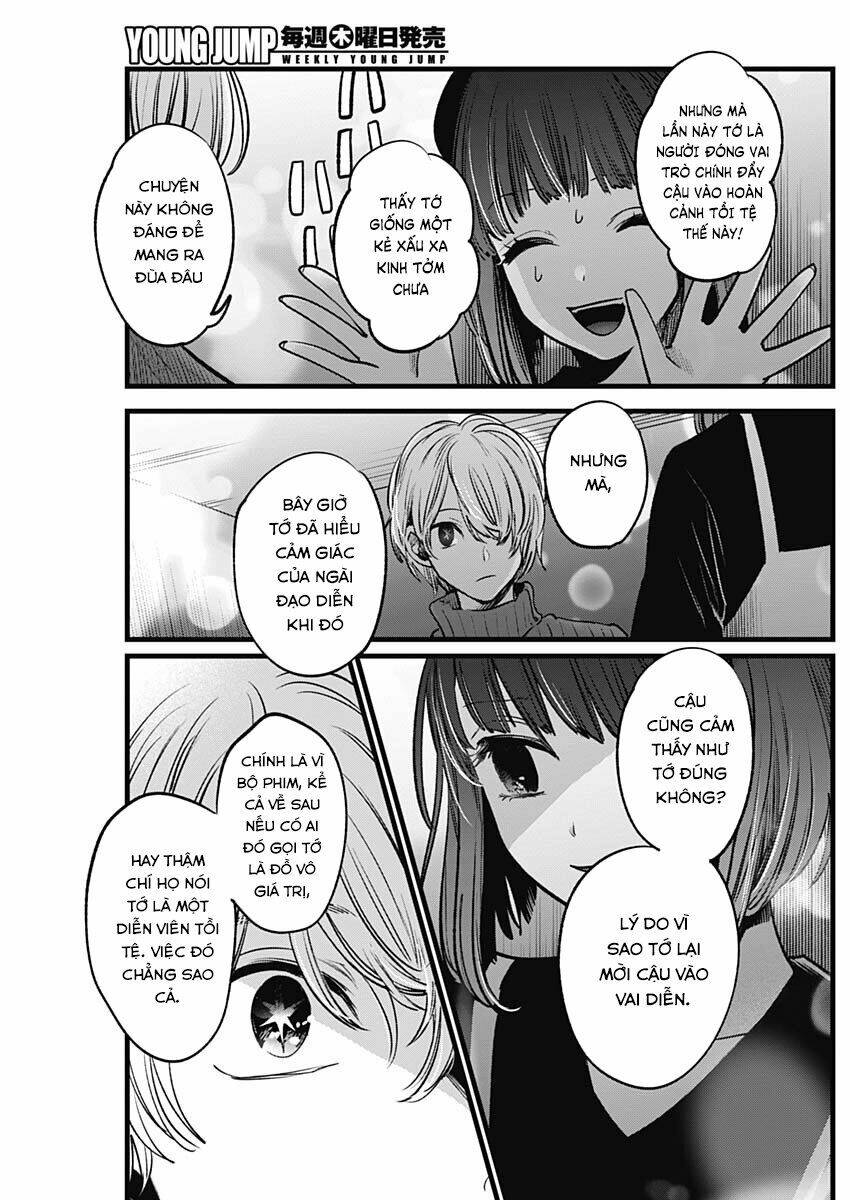 YOUNG JUMP 毎週木曜日発売
WEEKLY YOUNG JUMP
NHƯNG MÀ
LẦN NÀY TỚ LÀ
NGƯỜI ĐÓNG VAI
TRÒ CHÍNH ĐẨY
CẬU VÀO HOÀN
CẢNH TỒI TỆ
THẾ NÀY!
THẤY TỚ
GIỐNG MỘT
KẺ XẤU XA
KINH TỞM
CHƯA
CHUYỆN
NÀY KHÔNG
ĐÁNG ĐỂ
MANG RA
ĐÙA ĐÂU
NHƯNG
MÀ,
BÂY GIỜ
TỚ ĐÃ HIỂU
CẢM GIÁC
CỦA NGÀI
ĐẠO DIỄN
KHI ĐÓ
CẬU
CŨNG CẢM
THẤY NHƯ
TỚ ĐÚNG
KHÔNG?
LÝ DO VÌ
SAO TỚ LẠI
MỜI CẬU VÀO
VAI DIỄN.
CHÍNH LÀ VÌ
BỘ PHIM, KỂ
CẢ VỀ SAU
NẾU CÓ AI
ĐÓ GỌI TỚ
LÀ ĐỒ VÔ
GIÁ TRỊ,
HAY THẬM
CHÍ HỌ NÓI
TỚ LÀ MỘT
DIỄN VIÊN TỒI
TỆ. VIỆC ĐÓ
CHẲNG SAO
CẢ.